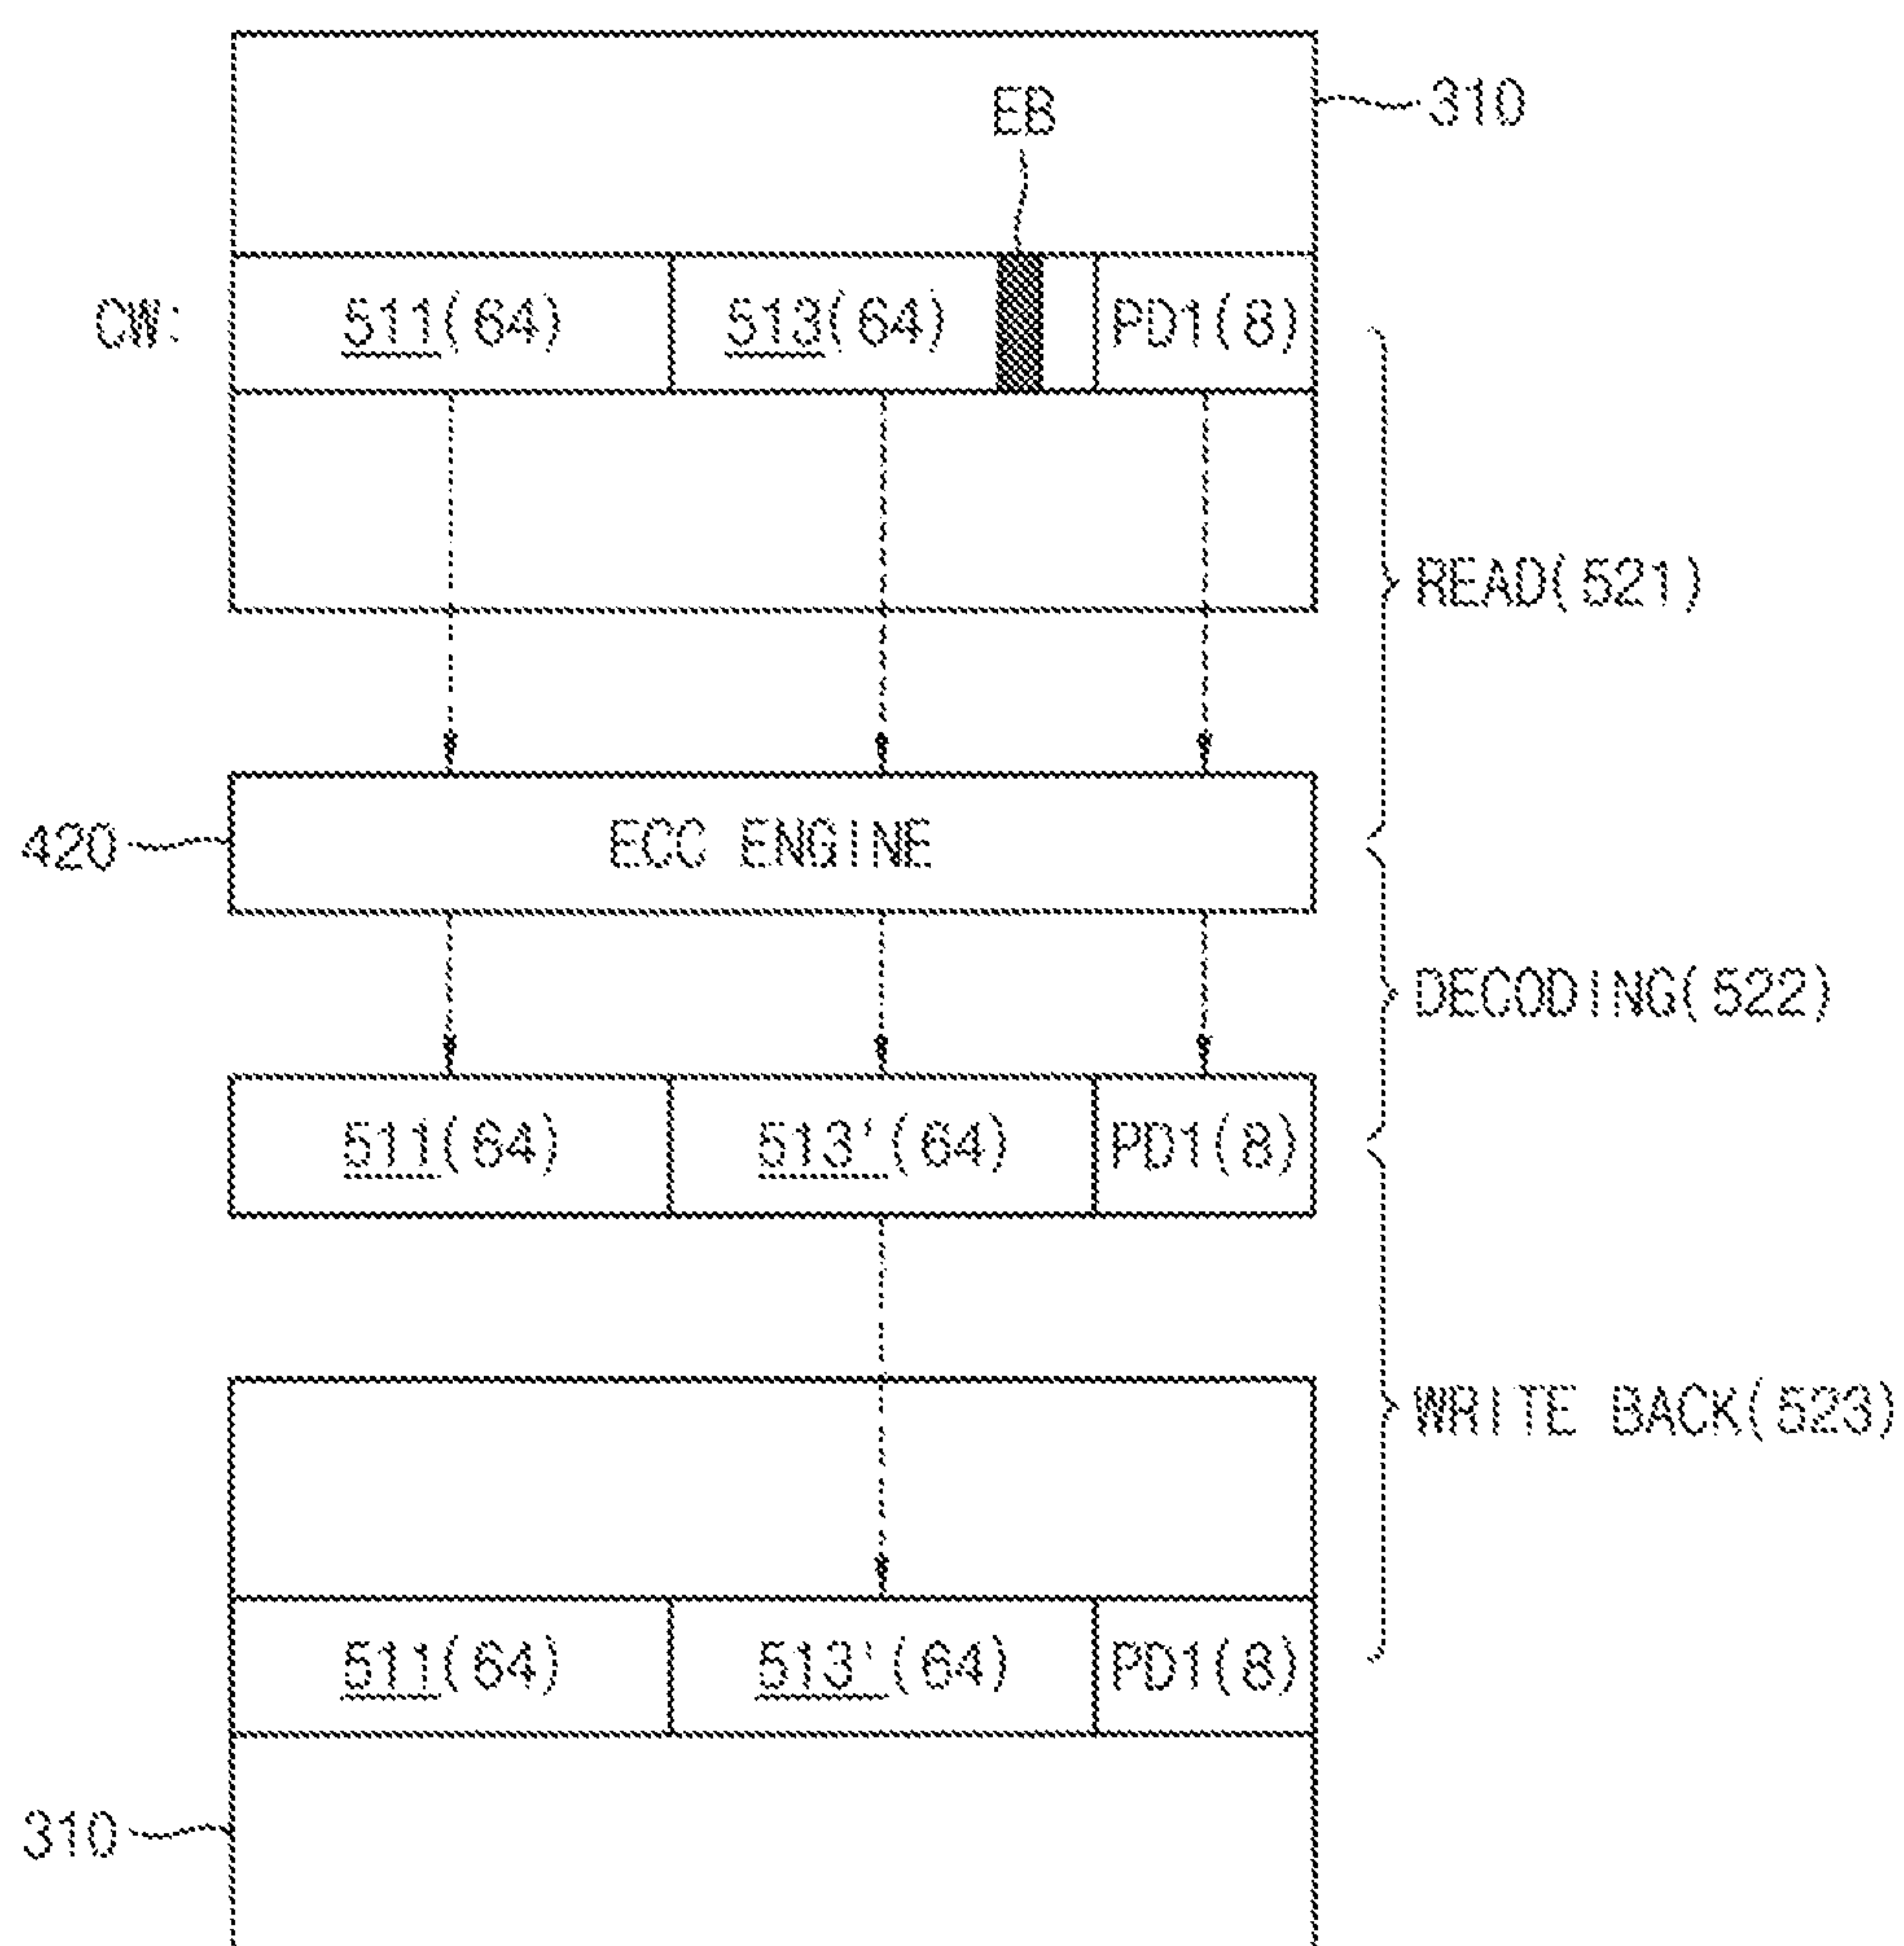 310
EB
CW: 511(64) 513(64) PD1(8)
READ(521)
420 ECC ENGINE
DECODING(522)
511(64) 513'(64) PD1(8)
WRITE BACK(523)
511(64) 513'(64) PD1(8)
310